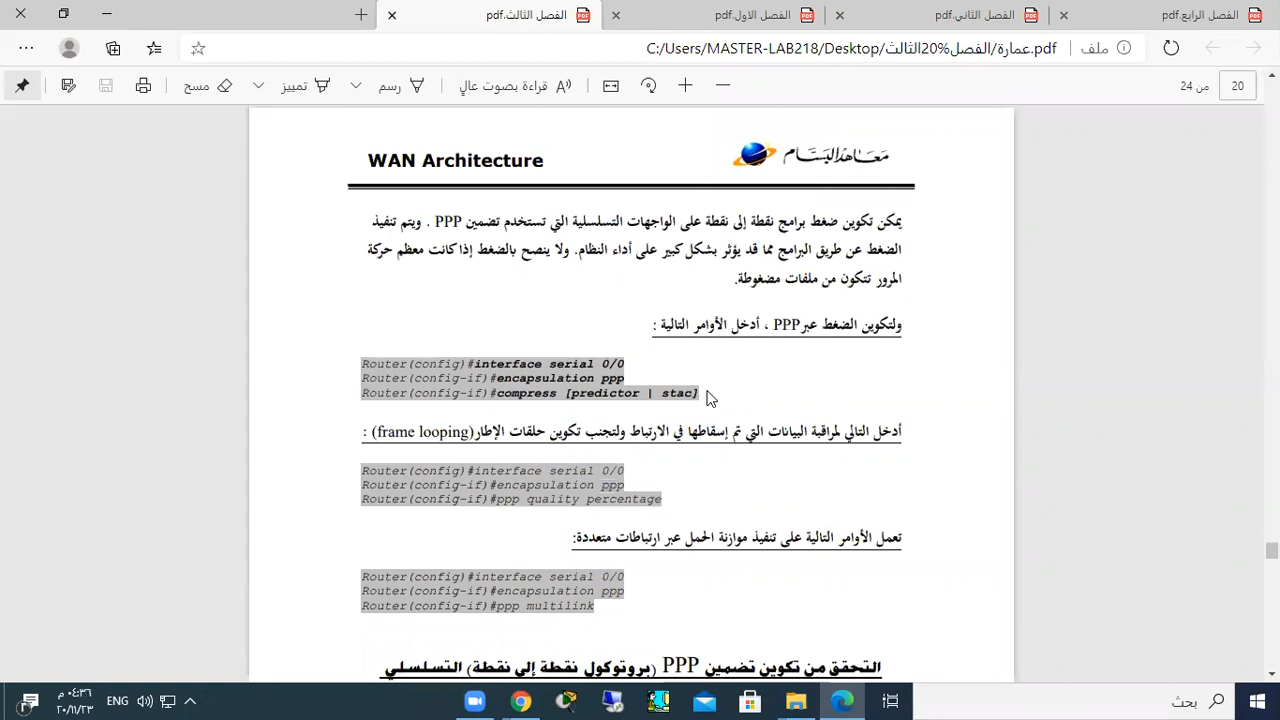 الفصل الثالث.pdf
الفصل الاول.pdf
الفصل الثاني.pdf
الفصل الرابع.pdf
C:/Users/MASTER-LAB218/Desktop/عمارة/الفصل%20الثالث.pdf
ملف
20
من 24
قراءة بصوت عالٍ
رسم
تمييز
مسح
WAN Architecture
معاهد البسام
يمكن تكوين ضغط برامج نقطة إلى نقطة على الواجهات التسلسلية التي تستخدم تضمين PPP . ويتم تنفيذ
الضغط عن طريق البرامج مما قد يؤثر بشكل كبير على أداء النظام. ولا ينصح بالضغط إذا كانت معظم حركة
المرور تتكون من ملفات مضغوطة.
ولتكوين الضغط عبر PPP ، أدخل الأوامر التالية :
Router(config)#interface serial 0/0
Router(config-if)#encapsulation ppp
Router(config-if)#compress [predictor | stac]
أدخل التالي لمراقبة البيانات التي تم إسقاطها في الارتباط ولتجنب تكوين حلقات الإطار(frame looping) :
Router(config)#interface serial 0/0
Router(config-if)#encapsulation ppp
Router(config-if)#ppp quality percentage
تعمل الأوامر التالية على تنفيذ موازنة الحمل عبر ارتباطات متعددة:
Router(config)#interface serial 0/0
Router(config-if)#encapsulation ppp
Router(config-if)#ppp multilink
التحقق من تكوين تضمين PPP (بروتوكول نقطة إلى نقطة) التسلسلي
بحث
ENG